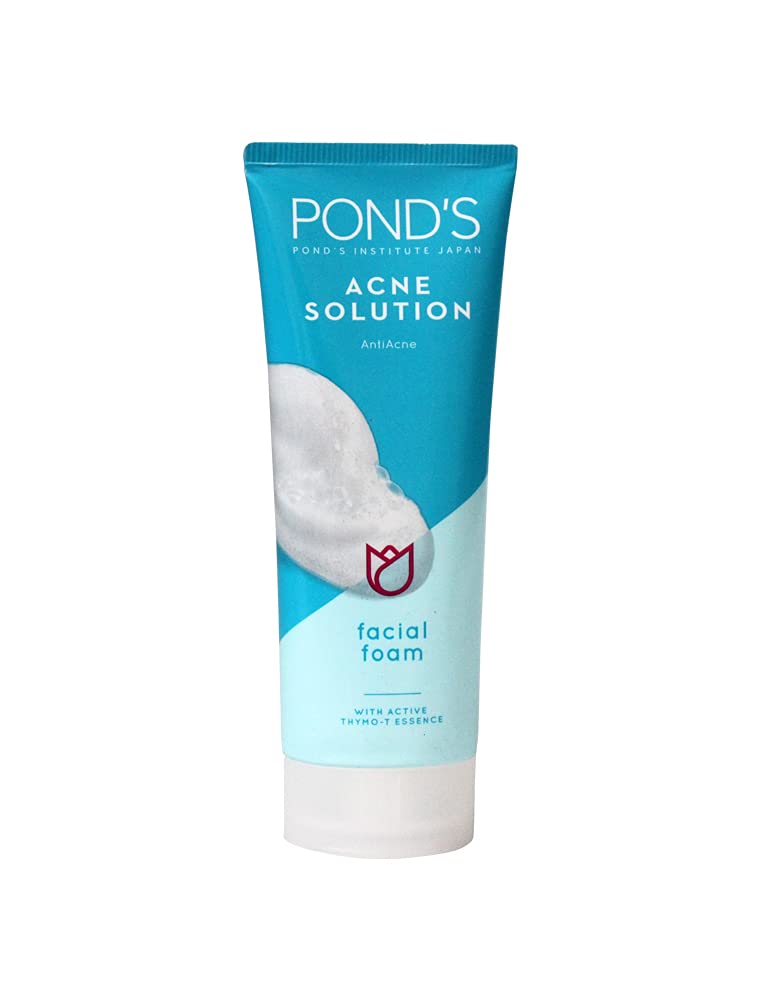 POND'S
POND'S INSTITUTE JAPAN
ACNE
SOLUTION
AntiAcne
facial
foam
WITH ACTIVE
THYMO-T ESSENCE